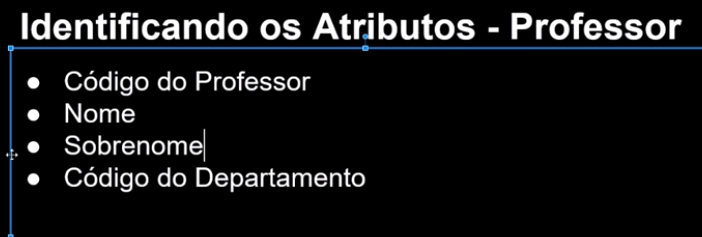 Identificando os Atributos - Professor
● Código do Professor
● Nome
● Sobrenome
● Código do Departamento